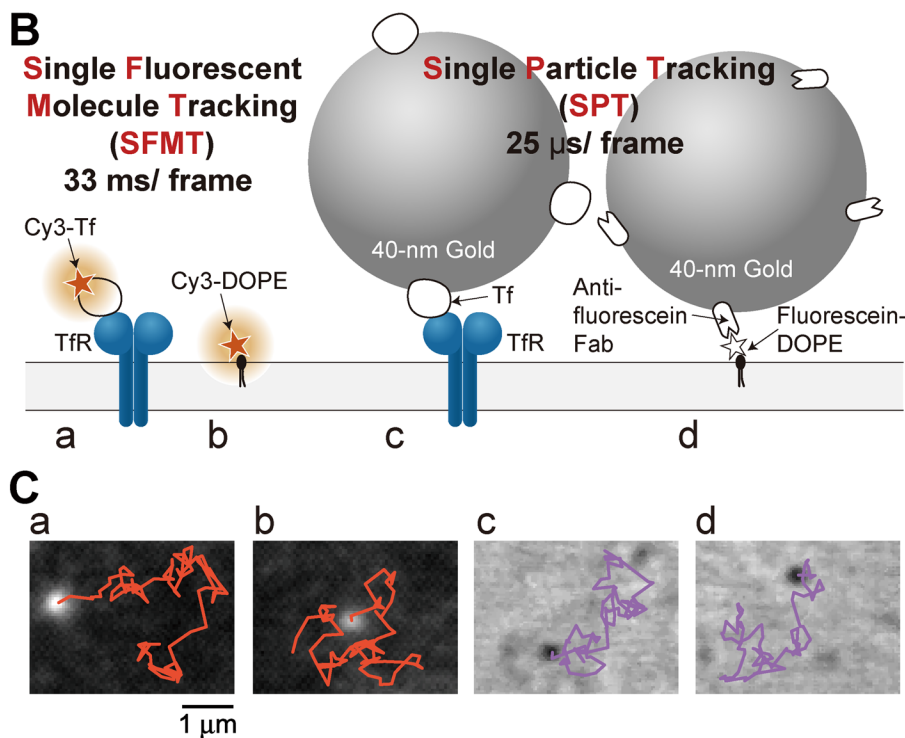 B
Single Fluorescent
Molecule Tracking
(SFMT)
33 ms/ frame
Single Particle Tracking
(SPT)
25 μs/ frame
Cy3-Tf
Cy3-DOPE
TfR
40-nm Gold
Tf
TfR
40-nm Gold
Anti-
fluorescein
Fab
Fluorescein-
DOPE
a
b
c
d
C
a
b
c
d
1 μm